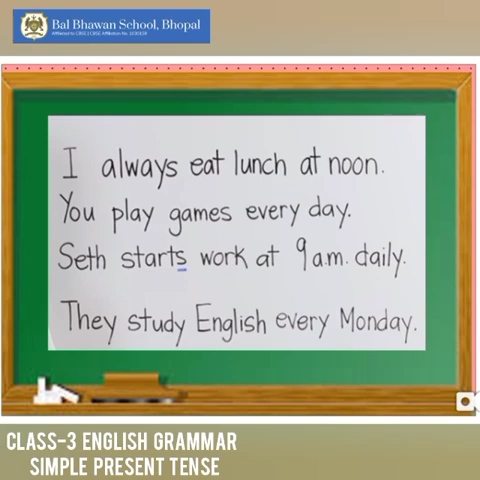 Bal Bhawan School, Bhopal
I always eat lunch at noon.
You play games every day.
Seth starts work at 9 a.m. daily.
They study English every Monday.
CLASS-3 ENGLISH GRAMMAR
SIMPLE PRESENT TENSE